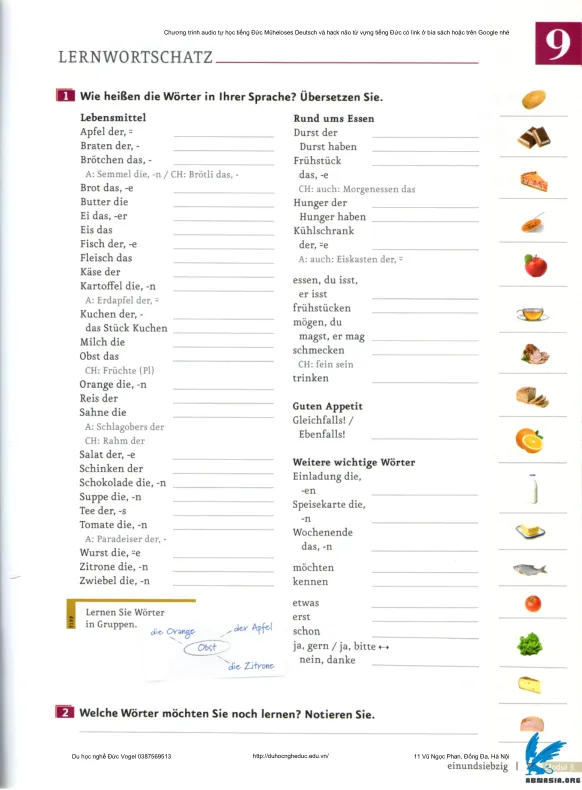 Chương trình audio tự học tiếng Đức Müheloses Deutsch và hack não từ vựng tiếng Đức có link ở bìa sách hoặc trên Google nhé
9
LERNWORTSCHATZ
1 Wie heißen die Wörter in Ihrer Sprache? Übersetzen Sie.
Lebensmittel
Apfel der, ⸚
Braten der, -
Brötchen das, -
A: Semmel die, -n / CH: Brötli das, -
Brot das, -e
Butter die
Ei das, -er
Eis das
Fisch der, -e
Fleisch das
Käse der
Kartoffel die, -n
A: Erdapfel der, ⸚
Kuchen der, -
das Stück Kuchen
Milch die
Obst das
CH: Früchte (Pl)
Orange die, -n
Reis der
Sahne die
A: Schlagobers der
CH: Rahm der
Salat der, -e
Schinken der
Schokolade die, -n
Suppe die, -n
Tee der, -s
Tomate die, -n
A: Paradeiser der, -
Wurst die, ⸚e
Zitrone die, -n
Zwiebel die, -n
TIPP
Lernen Sie Wörter
in Gruppen.
die Orange
der Apfel
Obst
die Zitrone
Rund ums Essen
Durst der
Durst haben
Frühstück
das, -e
CH: auch: Morgenessen das
Hunger der
Hunger haben
Kühlschrank
der, ⸚e
A: auch: Eiskasten der, ⸚
essen, du isst,
er isst
frühstücken
mögen, du
magst, er mag
schmecken
CH: fein sein
trinken
Guten Appetit
Gleichfalls! /
Ebenfalls!
Weitere wichtige Wörter
Einladung die,
-en
Speisekarte die,
-n
Wochenende
das, -n
möchten
kennen
etwas
erst
schon
ja, gern / ja, bitte ↔
nein, danke
2 Welche Wörter möchten Sie noch lernen? Notieren Sie.
Du học nghề Đức Vogel 0387569513
http://duhocngheduc.edu.vn/
11 Vũ Ngọc Phan, Đống Đa, Hà Nội
einundsiebzig | Modul 3
ABMASIA.ORG